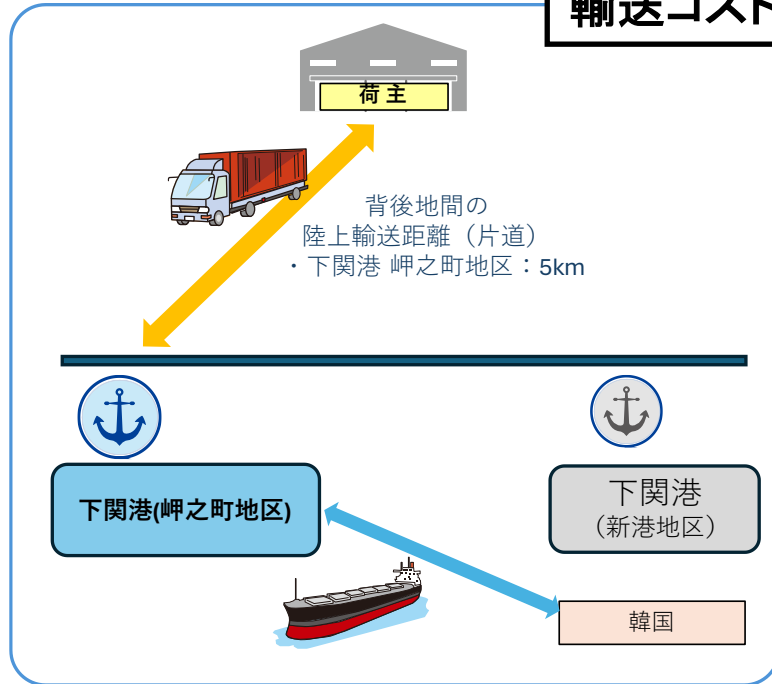 輸送コスト
荷主
背後地間の
陸上輸送距離（片道）
・下関港 岬之町地区：5km
下関港(岬之町地区)
下関港
（新港地区）
韓国